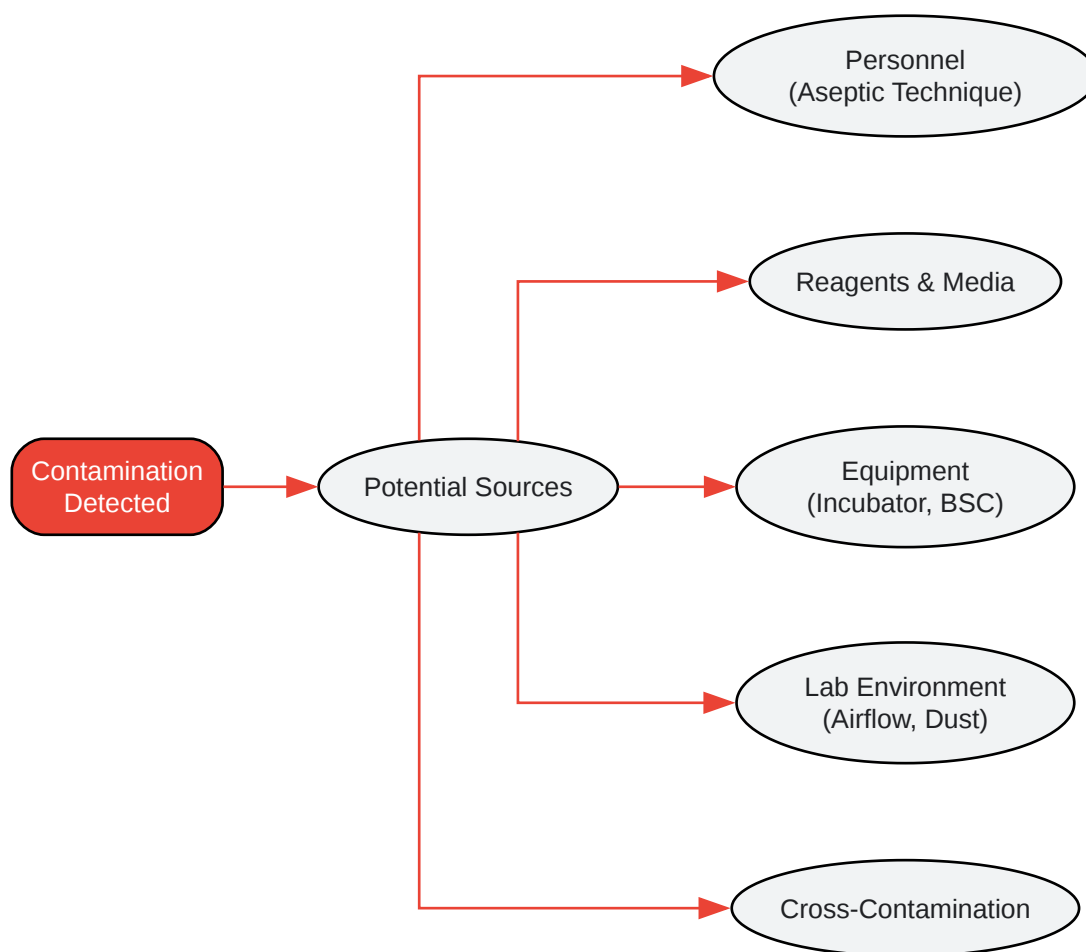 Contamination
Detected
Potential Sources
Personnel
(Aseptic Technique)
Reagents & Media
Equipment
(Incubator, BSC)
Lab Environment
(Airflow, Dust)
Cross-Contamination